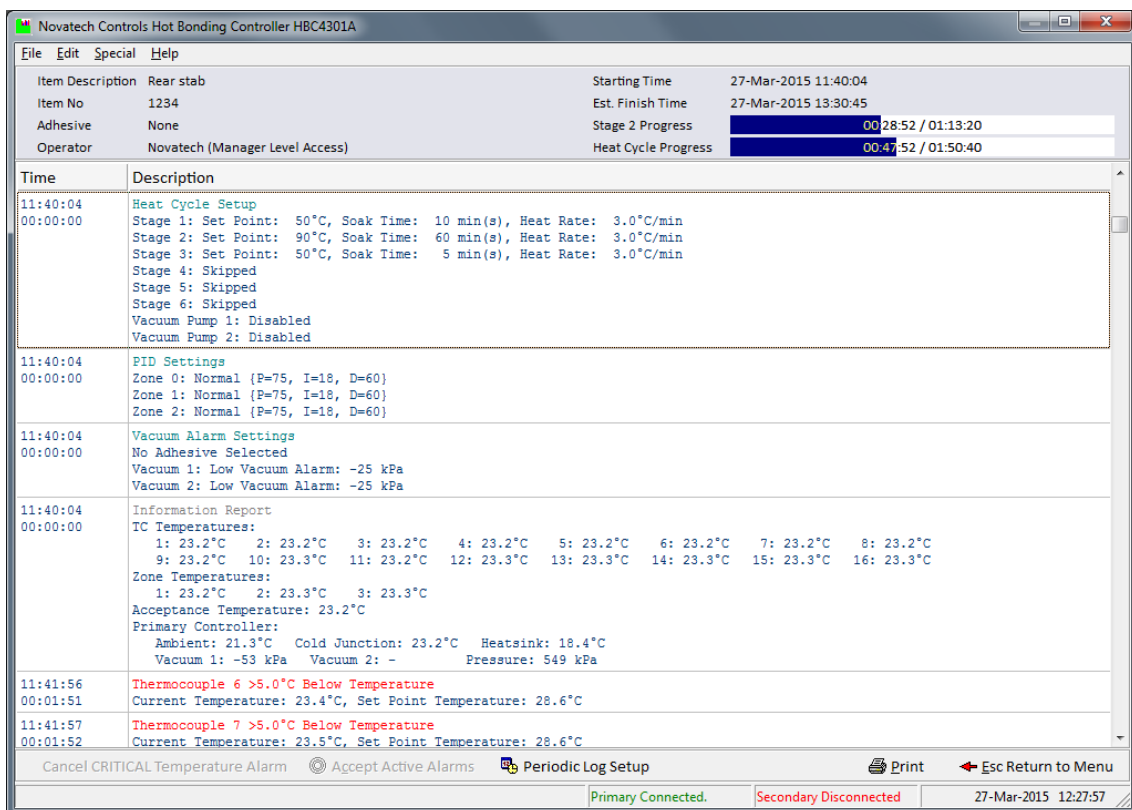 Novatech Controls Hot Bonding Controller HBC4301A
File Edit Special Help
Item Description Rear stab Starting Time 27-Mar-2015 11:40:04
Item No 1234 Est. Finish Time 27-Mar-2015 13:30:45
Adhesive None Stage 2 Progress 00:28:52 / 01:13:20
Operator Novatech (Manager Level Access) Heat Cycle Progress 00:47:52 / 01:50:40
Time Description
11:40:04 Heat Cycle Setup
00:00:00 Stage 1: Set Point: 50°C, Soak Time: 10 min(s), Heat Rate: 3.0°C/min
Stage 2: Set Point: 90°C, Soak Time: 60 min(s), Heat Rate: 3.0°C/min
Stage 3: Set Point: 50°C, Soak Time: 5 min(s), Heat Rate: 3.0°C/min
Stage 4: Skipped
Stage 5: Skipped
Stage 6: Skipped
Vacuum Pump 1: Disabled
Vacuum Pump 2: Disabled
11:40:04 PID Settings
00:00:00 Zone 0: Normal {P=75, I=18, D=60}
Zone 1: Normal {P=75, I=18, D=60}
Zone 2: Normal {P=75, I=18, D=60}
11:40:04 Vacuum Alarm Settings
00:00:00 No Adhesive Selected
Vacuum 1: Low Vacuum Alarm: -25 kPa
Vacuum 2: Low Vacuum Alarm: -25 kPa
11:40:04 Information Report
00:00:00 TC Temperatures:
1: 23.2°C 2: 23.2°C 3: 23.2°C 4: 23.2°C 5: 23.2°C 6: 23.2°C 7: 23.2°C 8: 23.2°C
9: 23.2°C 10: 23.3°C 11: 23.2°C 12: 23.3°C 13: 23.3°C 14: 23.3°C 15: 23.3°C 16: 23.3°C
Zone Temperatures:
1: 23.2°C 2: 23.3°C 3: 23.3°C
Acceptance Temperature: 23.2°C
Primary Controller:
Ambient: 21.3°C Cold Junction: 23.2°C Heatsink: 18.4°C
Vacuum 1: -53 kPa Vacuum 2: - Pressure: 549 kPa
11:41:56 Thermocouple 6 >5.0°C Below Temperature
00:01:51 Current Temperature: 23.4°C, Set Point Temperature: 28.6°C
11:41:57 Thermocouple 7 >5.0°C Below Temperature
00:01:52 Current Temperature: 23.5°C, Set Point Temperature: 28.6°C
Cancel CRITICAL Temperature Alarm Accept Active Alarms Periodic Log Setup Print Esc Return to Menu
Primary Connected. Secondary Disconnected 27-Mar-2015 12:27:57